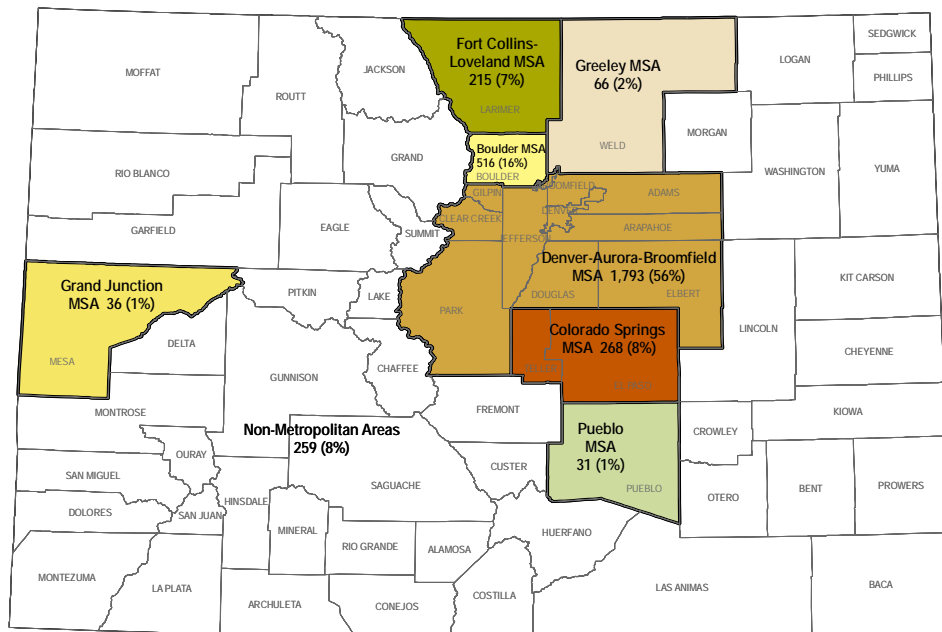 SEDGWICK
Fort Collins-
Loveland MSA
215 (7%)
LARIMER
JACKSON
MOFFAT
ROUTT
Greeley MSA
66 (2%)
WELD
LOGAN
PHILLIPS
MORGAN
GRAND
Boulder MSA
516 (16%)
BOULDER
RIO BLANCO
WASHINGTON
YUMA
GILPIN
BROOMFIELD
ADAMS
DENVER
CLEAR CREEK
ARAPAHOE
GARFIELD
EAGLE
SUMMIT
JEFFERSON
Denver-Aurora-Broomfield
MSA 1,793 (56%)
DOUGLAS
ELBERT
PARK
KIT CARSON
Grand Junction
MSA 36 (1%)
MESA
PITKIN
LAKE
LINCOLN
Colorado Springs
MSA 268 (8%)
TELLER
EL PASO
DELTA
CHEYENNE
GUNNISON
CHAFFEE
MONTROSE
FREMONT
KIOWA
Non-Metropolitan Areas
259 (8%)
Pueblo
MSA
31 (1%)
PUEBLO
CROWLEY
OURAY
SAN MIGUEL
CUSTER
SAGUACHE
OTERO
BENT
PROWERS
HINSDALE
DOLORES
SAN JUAN
MINERAL
RIO GRANDE
ALAMOSA
HUERFANO
MONTEZUMA
LA PLATA
ARCHULETA
CONEJOS
COSTILLA
LAS ANIMAS
BACA